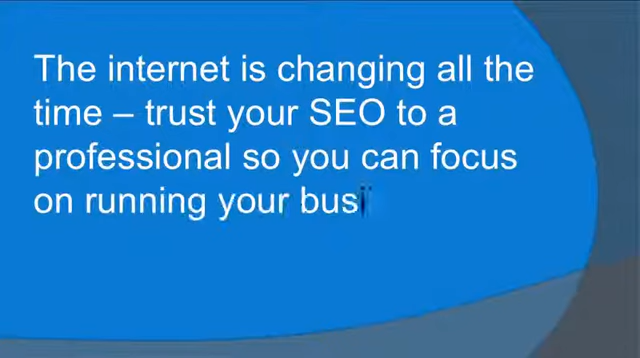 The internet is changing all the
time – trust your SEO to a
professional so you can focus
on running your busi